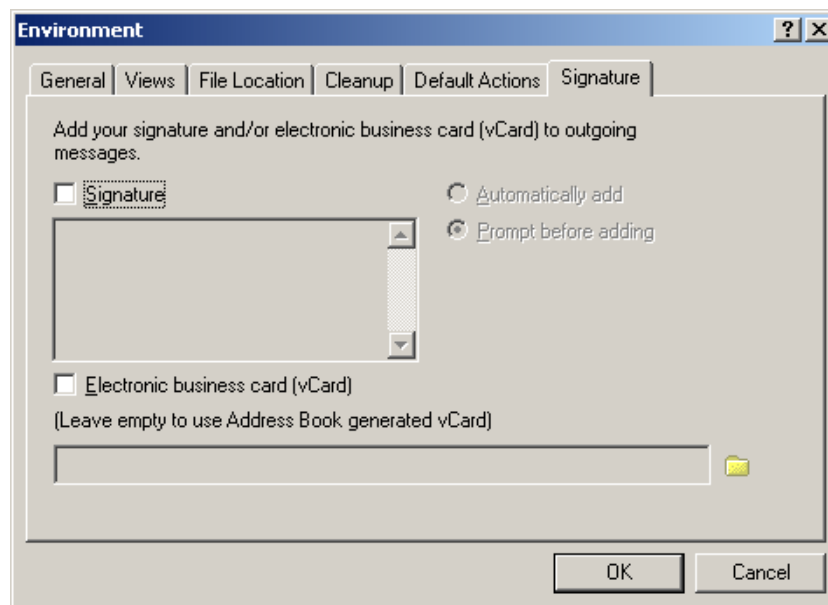 Environment
General Views File Location Cleanup Default Actions Signature
Add your signature and/or electronic business card (vCard) to outgoing
messages.
Signature
Automatically add
Prompt before adding
Electronic business card (vCard)
(Leave empty to use Address Book generated vCard)
OK Cancel